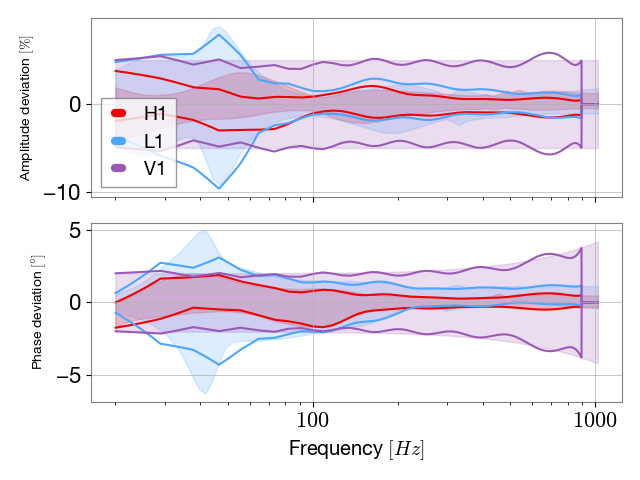 Amplitude deviation [%]
0
−10
H1
L1
V1
Phase deviation [°]
5
0
−5
100
1000
Frequency [Hz]